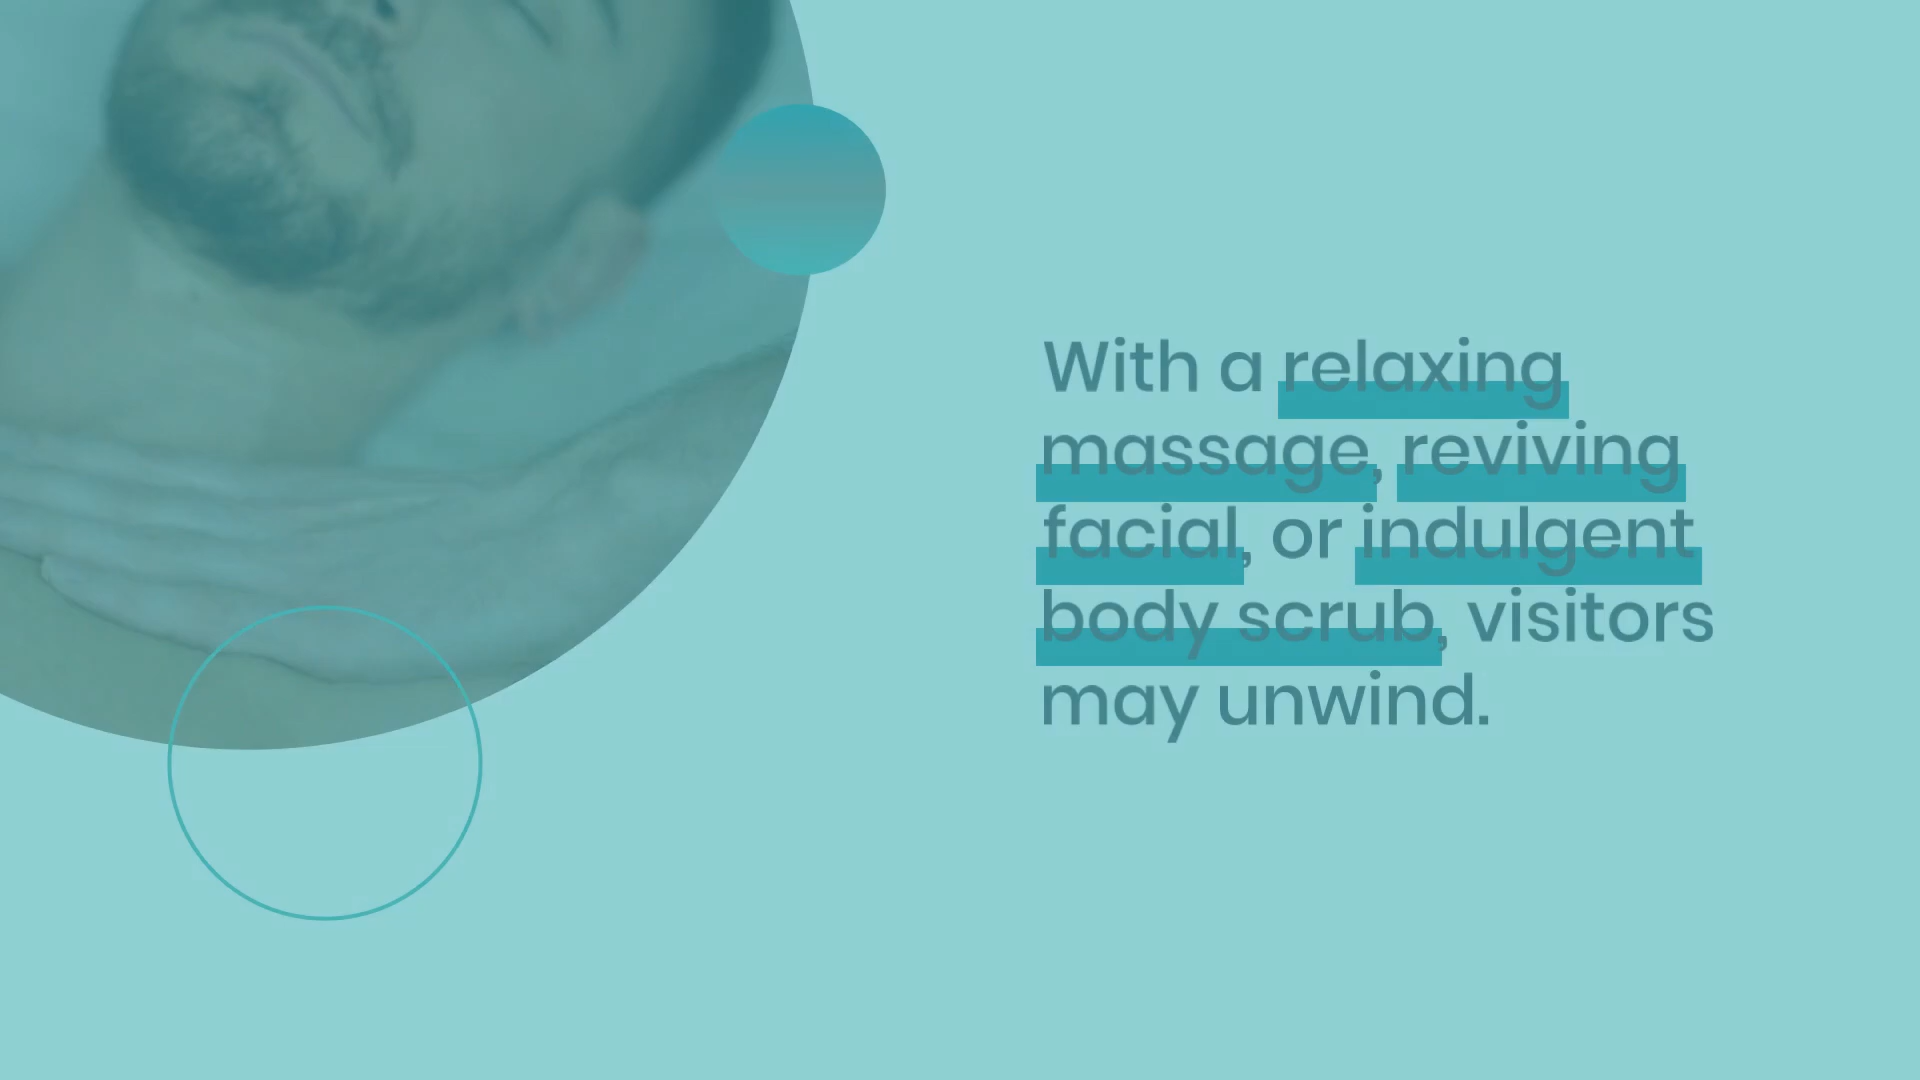 With a relaxing
massage, reviving
facial, or indulgent
body scrub, visitors
may unwind.